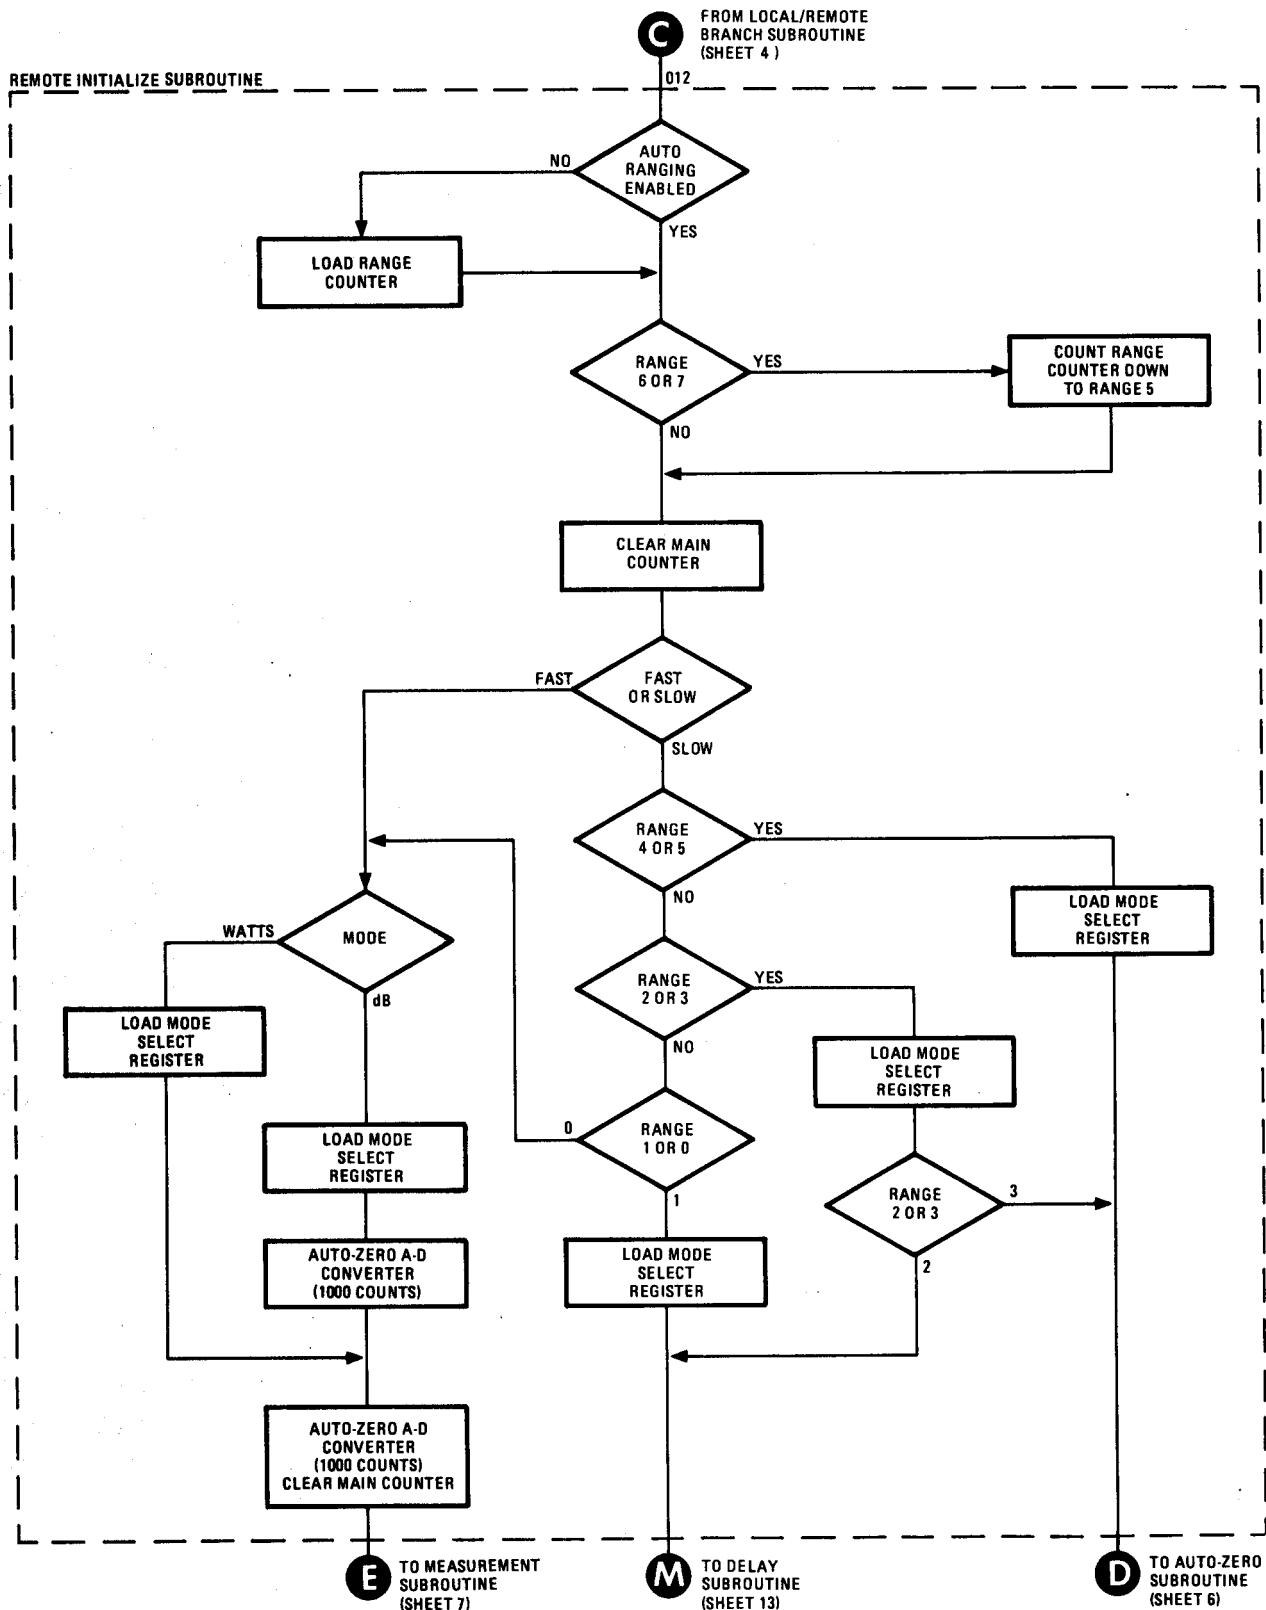 C
FROM LOCAL/REMOTE
BRANCH SUBROUTINE
(SHEET 4 )
REMOTE INITIALIZE SUBROUTINE
012
AUTO
RANGING
ENABLED
NO
YES
LOAD RANGE
COUNTER
RANGE
6 OR 7
YES
NO
COUNT RANGE
COUNTER DOWN
TO RANGE 5
CLEAR MAIN
COUNTER
FAST
FAST
OR SLOW
SLOW
RANGE
4 OR 5
YES
NO
LOAD MODE
SELECT
REGISTER
WATTS
MODE
dB
RANGE
2 OR 3
YES
NO
LOAD MODE
SELECT
REGISTER
LOAD MODE
SELECT
REGISTER
LOAD MODE
SELECT
REGISTER
0
RANGE
1 OR 0
1
RANGE
2 OR 3
3
2
AUTO-ZERO A-D
CONVERTER
(1000 COUNTS)
LOAD MODE
SELECT
REGISTER
AUTO-ZERO A-D
CONVERTER
(1000 COUNTS)
CLEAR MAIN COUNTER
E
TO MEASUREMENT
SUBROUTINE
(SHEET 7)
M
TO DELAY
SUBROUTINE
(SHEET 13)
D
TO AUTO-ZERO
SUBROUTINE
(SHEET 6)